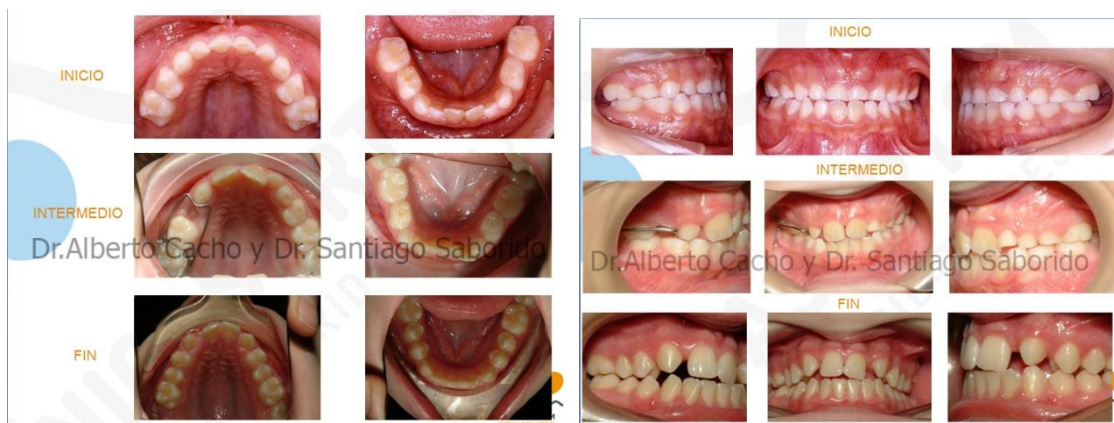 INICIO
INTERMEDIO
Dr.Alberto Cacho y Dr. Santiago Saborido
FIN
INICIO
INTERMEDIO
Dr.Alberto Cacho y Dr. Santiago Saborido
FIN